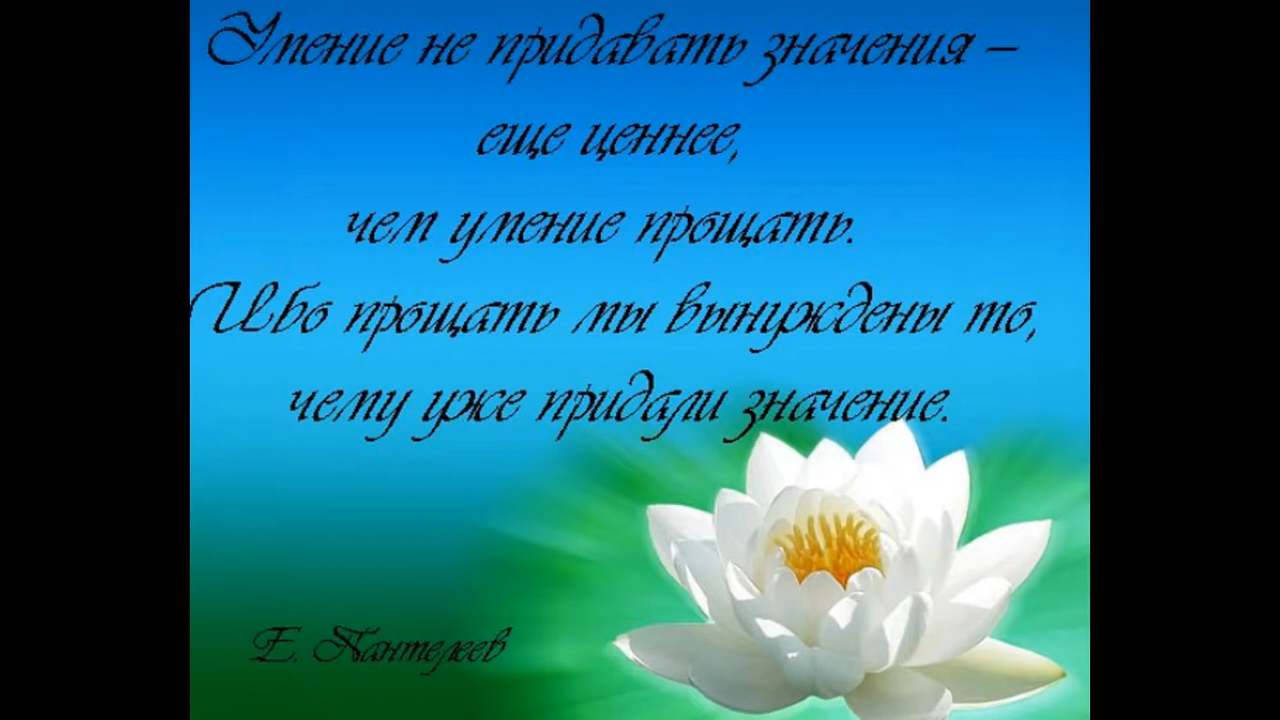 Умение не придавать значения –
еще ценнее,
чем умение прощать.
Ибо прощать мы вынуждены то,
чему уже придали значение.
Е. Пантелеев